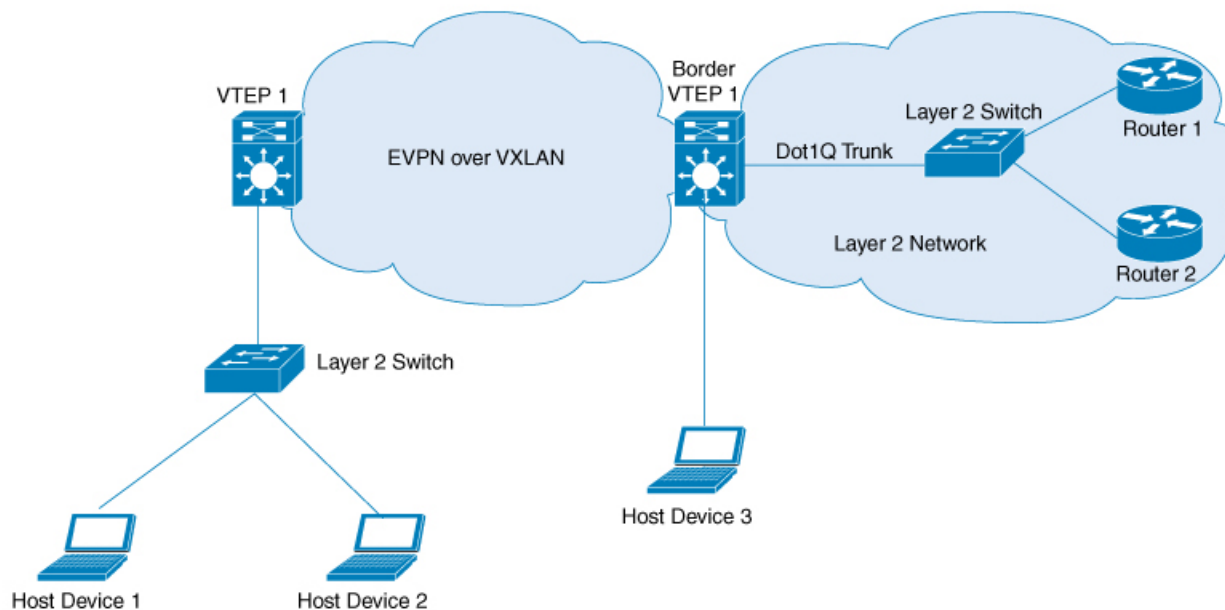 VTEP 1
Border
VTEP 1
Layer 2 Switch
Router 1
EVPN over VXLAN
Dot1Q Trunk
Layer 2 Network
Router 2
Layer 2 Switch
Host Device 3
Host Device 1
Host Device 2